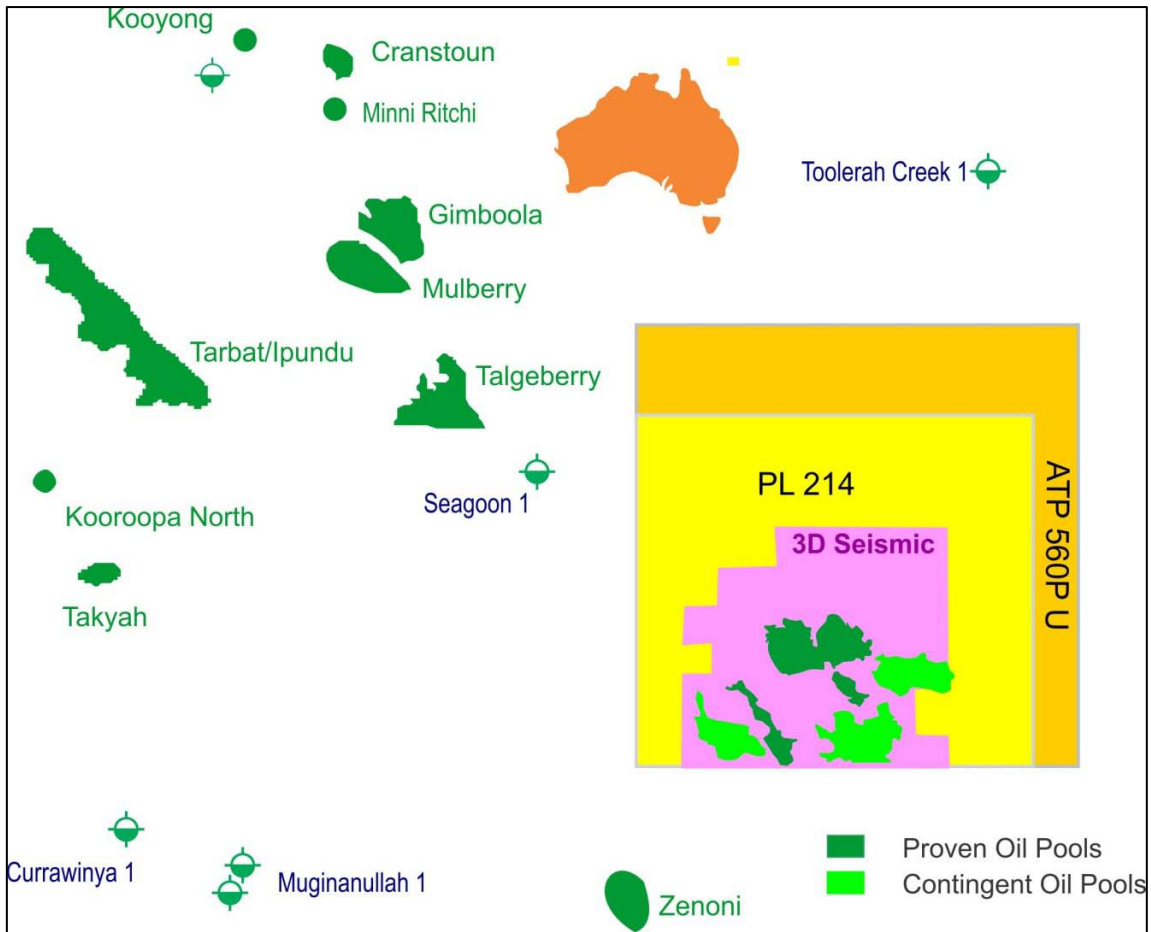 Kooyong
Cranstoun
Minni Ritchi
Toolerah Creek 1
Gimboola
Mulberry
Tarbat/Ipundu
Talgeberry
Seagoon 1
PL 214
ATP 560P U
Kooroopa North
3D Seismic
Takyah
Currawinya 1
Muginanullah 1
Zenoni
Proven Oil Pools
Contingent Oil Pools